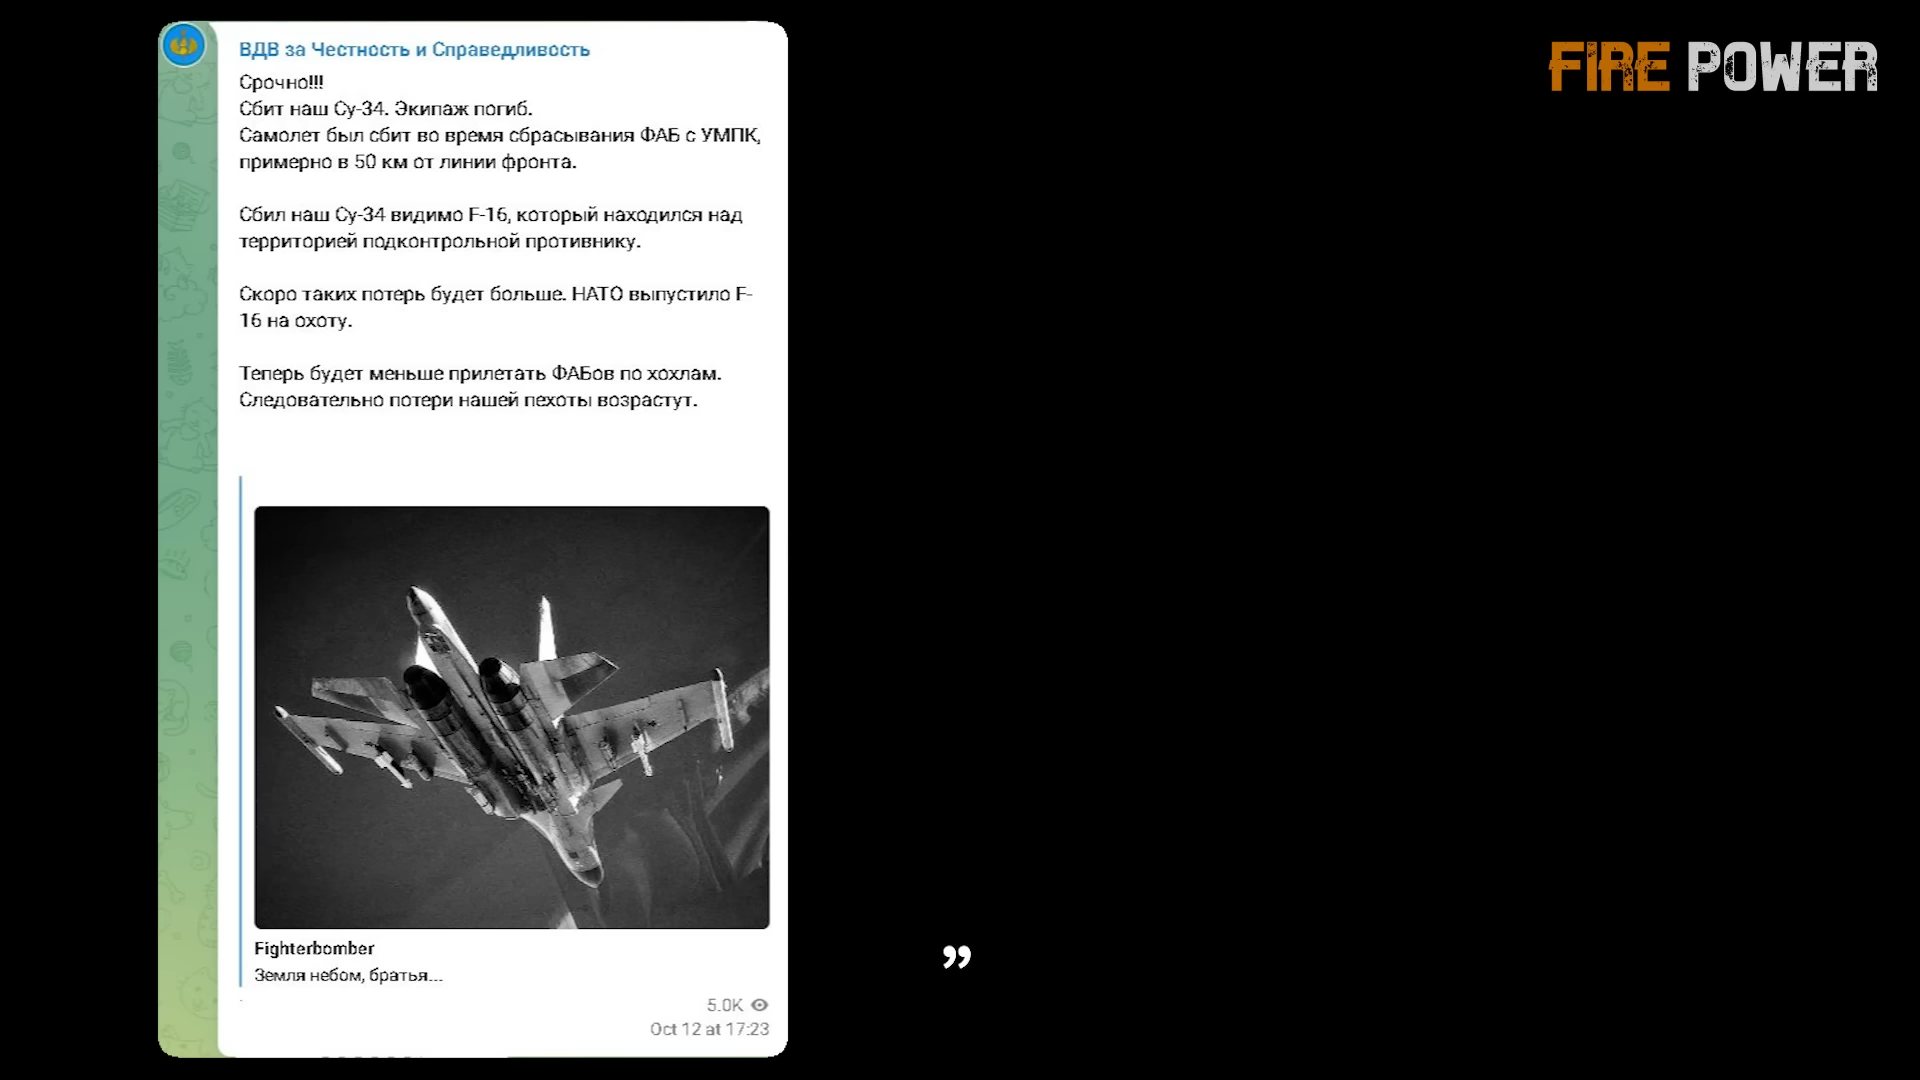 ВДВ за Честность и Справедливость
Срочно!!!
Сбит наш Су-34. Экипаж погиб.
Самолет был сбит во время сбрасывания ФАБ с УМПК,
примерно в 50 км от линии фронта.
Сбил наш Су-34 видимо F-16, который находился над
территорией подконтрольной противнику.
Скоро таких потерь будет больше. НАТО выпустило F-
16 на охоту.
Теперь будет меньше прилетать ФАБов по хохлам.
Следовательно потери нашей пехоты возрастут.
Fighterbomber
Земля небом, братья...
5.0K
Oct 12 at 17:23
FIRE POWER
”